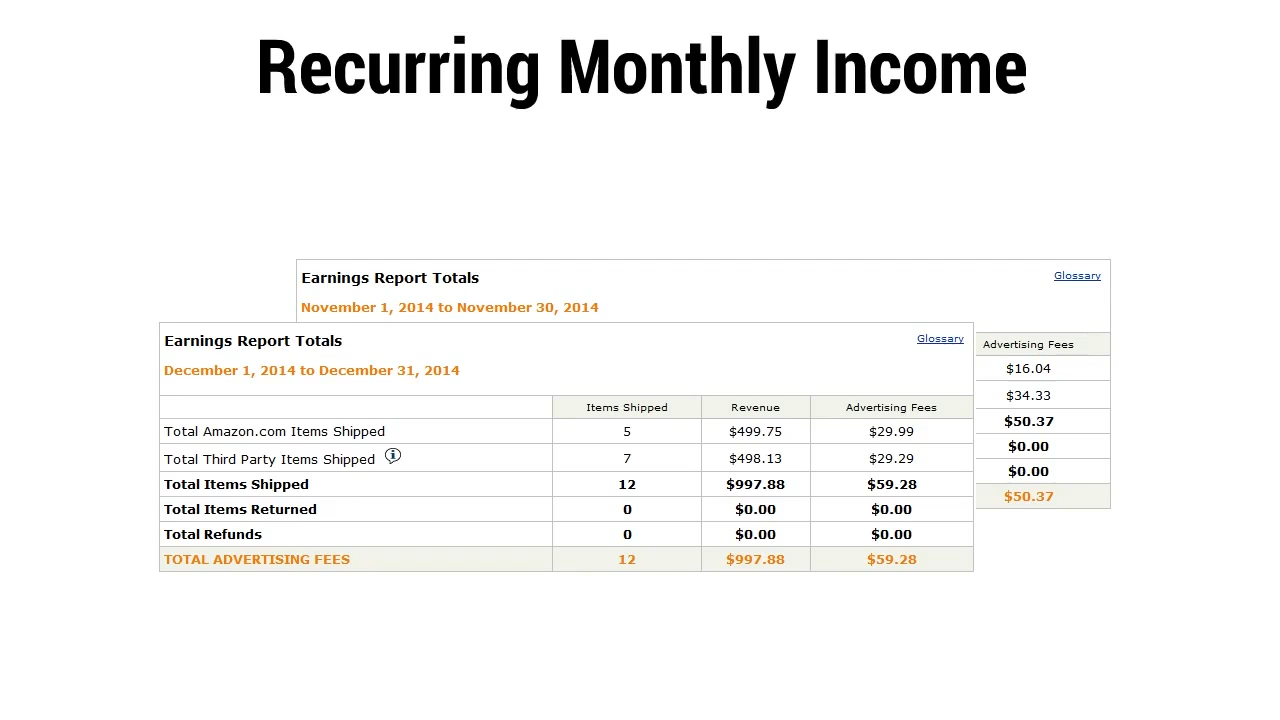 Recurring Monthly Income
Earnings Report Totals Glossary
November 1, 2014 to November 30, 2014
Advertising Fees
$16.04
$34.33
$50.37
$0.00
$0.00
$50.37
Earnings Report Totals Glossary
December 1, 2014 to December 31, 2014
Items Shipped Revenue Advertising Fees
Total Amazon.com Items Shipped 5 $499.75 $29.99
Total Third Party Items Shipped 7 $498.13 $29.29
Total Items Shipped 12 $997.88 $59.28
Total Items Returned 0 $0.00 $0.00
Total Refunds 0 $0.00 $0.00
TOTAL ADVERTISING FEES 12 $997.88 $59.28